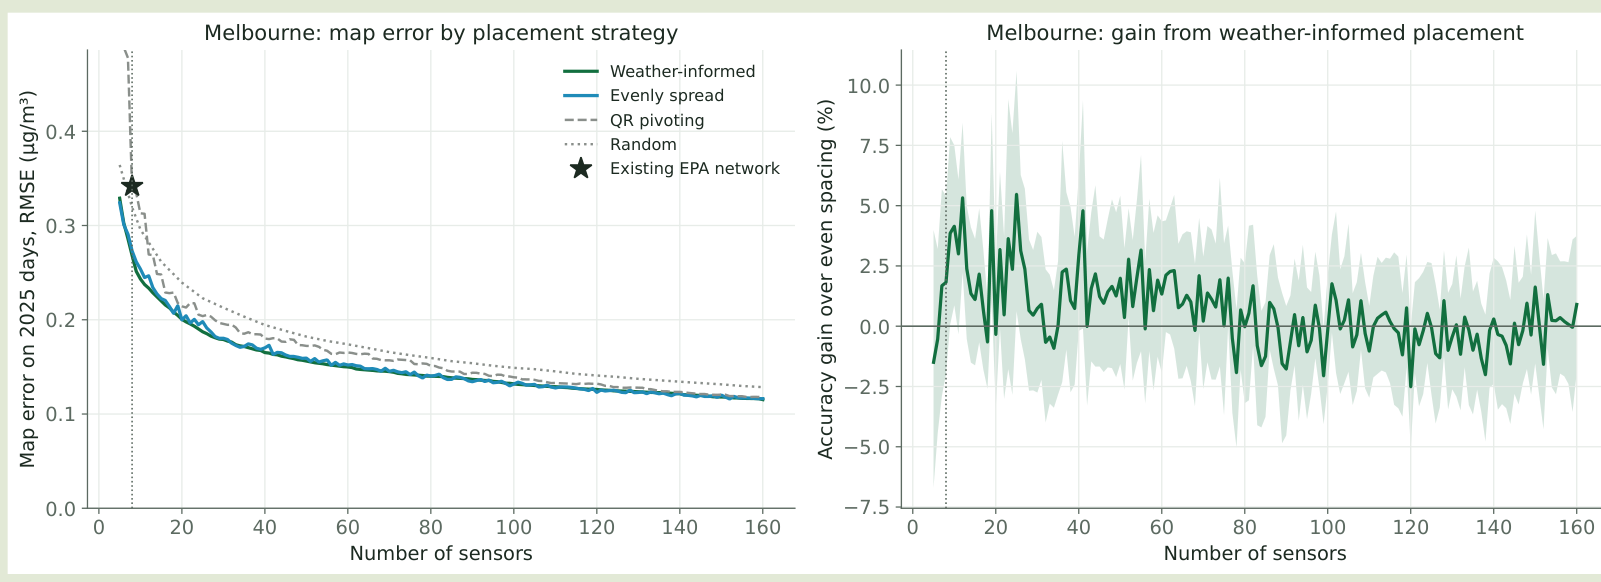 Melbourne: map error by placement strategy
Map error on 2025 days, RMSE (µg/m³)
0.4
0.3
0.2
0.1
0.0
Weather-informed
Evenly spread
QR pivoting
Random
Existing EPA network
0 20 40 60 80 100 120 140 160
Number of sensors
Melbourne: gain from weather-informed placement
Accuracy gain over even spacing (%)
10.0
7.5
5.0
2.5
0.0
−2.5
−5.0
−7.5
0 20 40 60 80 100 120 140 160
Number of sensors